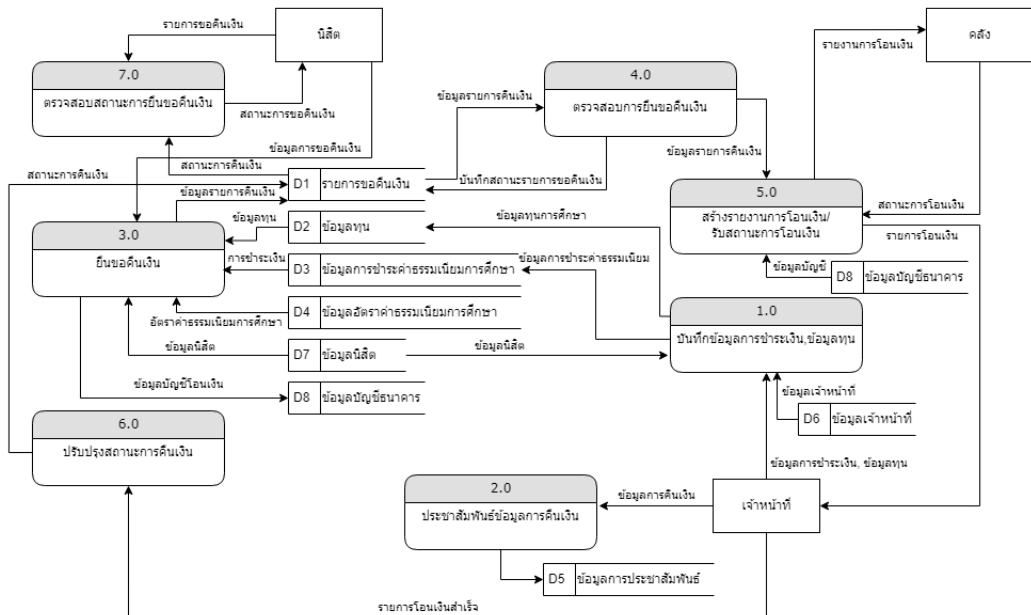 รายการขอคืนเงิน
นิสิต
คลัง
รายงานการโอนเงิน
7.0
ตรวจสอบสถานะการยืนขอคืนเงิน
สถานะการขอคืนเงิน
4.0
ตรวจสอบการยืนขอคืนเงิน
ข้อมูลรายการคืนเงิน
ข้อมูลรายการคืนเงิน
ข้อมูลการขอคืนเงิน
สถานะการคืนเงิน
สถานะการคืนเงิน
D1 รายการขอคืนเงิน
บันทึกสถานะรายการขอคืนเงิน
ข้อมูลรายการคืนเงิน
5.0
สร้างรายงานการโอนเงิน/
รับสถานะการโอนเงิน
สถานะการโอนเงิน
รายการโอนเงิน
ข้อมูลทุน
D2 ข้อมูลทุน
ข้อมูลทุนการศึกษา
3.0
ยืนขอคืนเงิน
การชำระเงิน
D3 ข้อมูลการชำระค่าธรรมเนียมการศึกษา
ข้อมูลการชำระค่าธรรมเนียม
ข้อมูลบัญชี
D8 ข้อมูลบัญชีธนาคาร
D4 ข้อมูลอัตราค่าธรรมเนียมการศึกษา
อัตราค่าธรรมเนียมการศึกษา
1.0
บันทึกข้อมูลการชำระเงิน,ข้อมูลทุน
ข้อมูลนิสิต
D7 ข้อมูลนิสิต
ข้อมูลนิสิต
ข้อมูลบัญชีโอนเงิน
D8 ข้อมูลบัญชีธนาคาร
ข้อมูลเจ้าหน้าที่
D6 ข้อมูลเจ้าหน้าที่
6.0
ปรับปรุงสถานะการคืนเงิน
ข้อมูลการชำระเงิน, ข้อมูลทุน
2.0
ประชาสัมพันธ์ข้อมูลการคืนเงิน
ข้อมูลการคืนเงิน
เจ้าหน้าที่
D5 ข้อมูลการประชาสัมพันธ์
รายการโอนเงินสำเร็จ